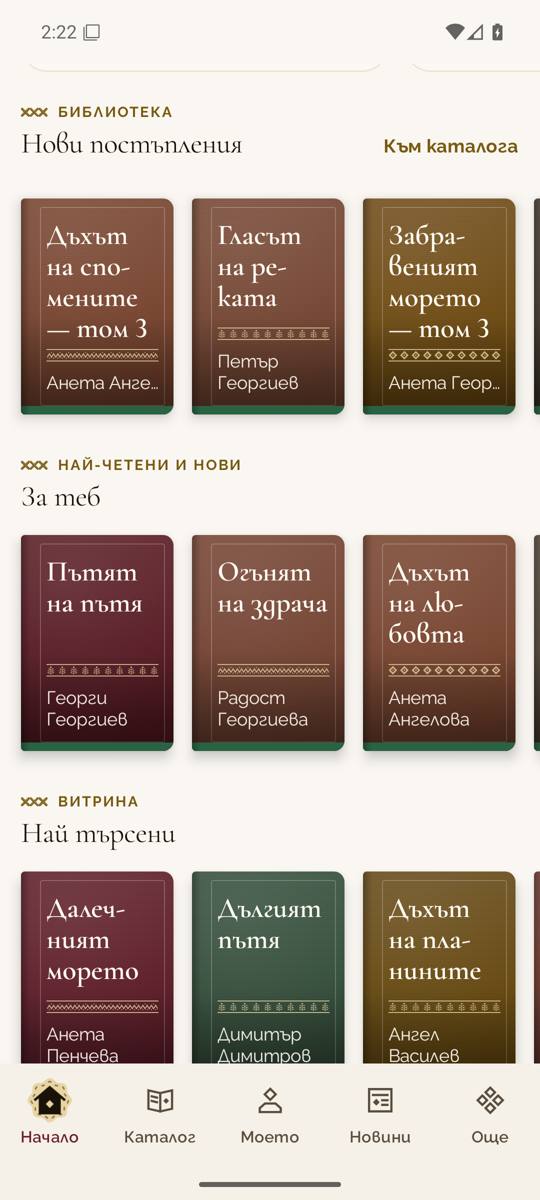 2:22
БИБЛИОТЕКА
Нови постъпления
Към каталога
Дъхът
на спо-
мените
— том 3
Анета Анге…
Гласът
на ре-
ката
Петър
Георгиев
Забра-
веният
морето
— том 3
Анета Геор…
НАЙ-ЧЕТЕНИ И НОВИ
За теб
Пътят
на пътя
Георги
Георгиев
Огънят
на здрача
Радост
Георгиева
Дъхът
на лю-
бовта
Анета
Ангелова
ВИТРИНА
Най търсени
Далеч-
ният
морето
Анета
Пенчева
Дългият
пътя
Димитър
Димитров
Дъхът
на пла-
нините
Ангел
Василев
Начало
Каталог
Моето
Новини
Още